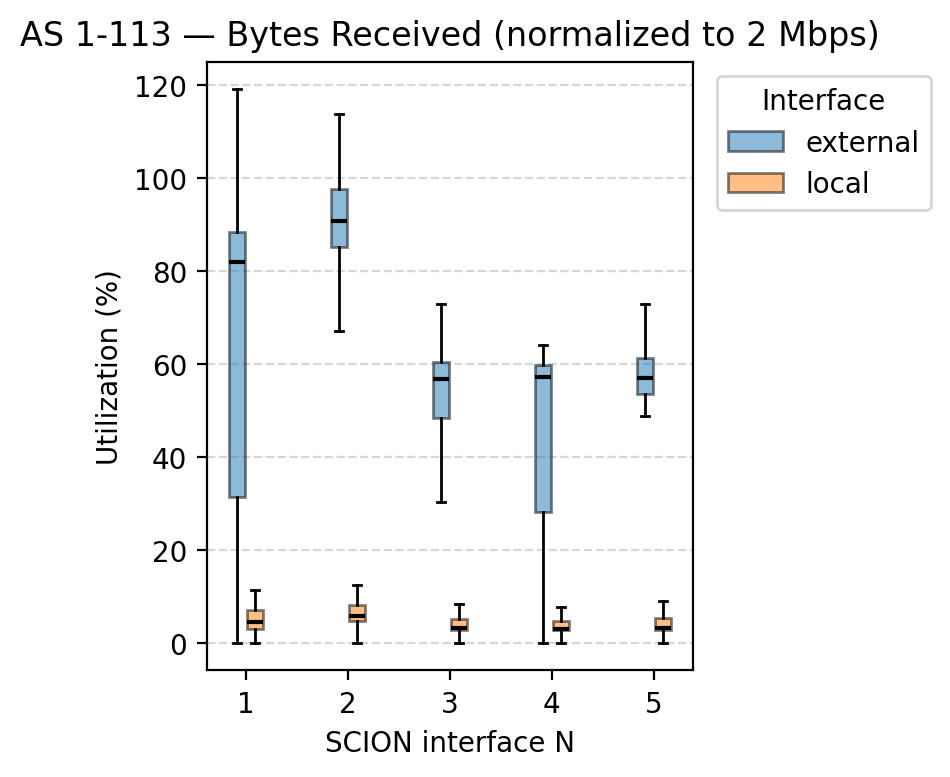 AS 1-113 — Bytes Received (normalized to 2 Mbps)
Interface
external
local
Utilization (%)
120
100
80
60
40
20
0
1 2 3 4 5
SCION interface N